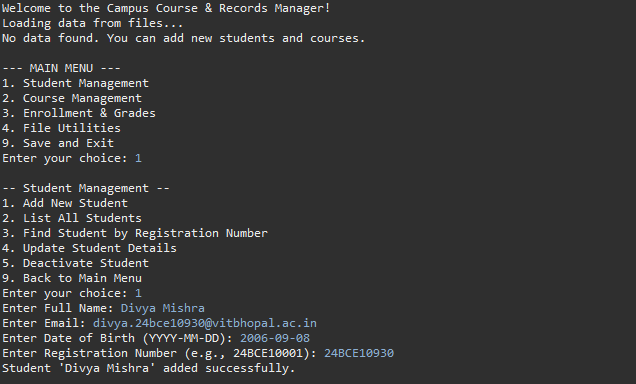 Welcome to the Campus Course & Records Manager!
Loading data from files...
No data found. You can add new students and courses.
--- MAIN MENU ---
1. Student Management
2. Course Management
3. Enrollment & Grades
4. File Utilities
9. Save and Exit
Enter your choice: 1
-- Student Management --
1. Add New Student
2. List All Students
3. Find Student by Registration Number
4. Update Student Details
5. Deactivate Student
9. Back to Main Menu
Enter your choice: 1
Enter Full Name: Divya Mishra
Enter Email: divya.24bce10930@vitbhopal.ac.in
Enter Date of Birth (YYYY-MM-DD): 2006-09-08
Enter Registration Number (e.g., 24BCE10001): 24BCE10930
Student 'Divya Mishra' added successfully.